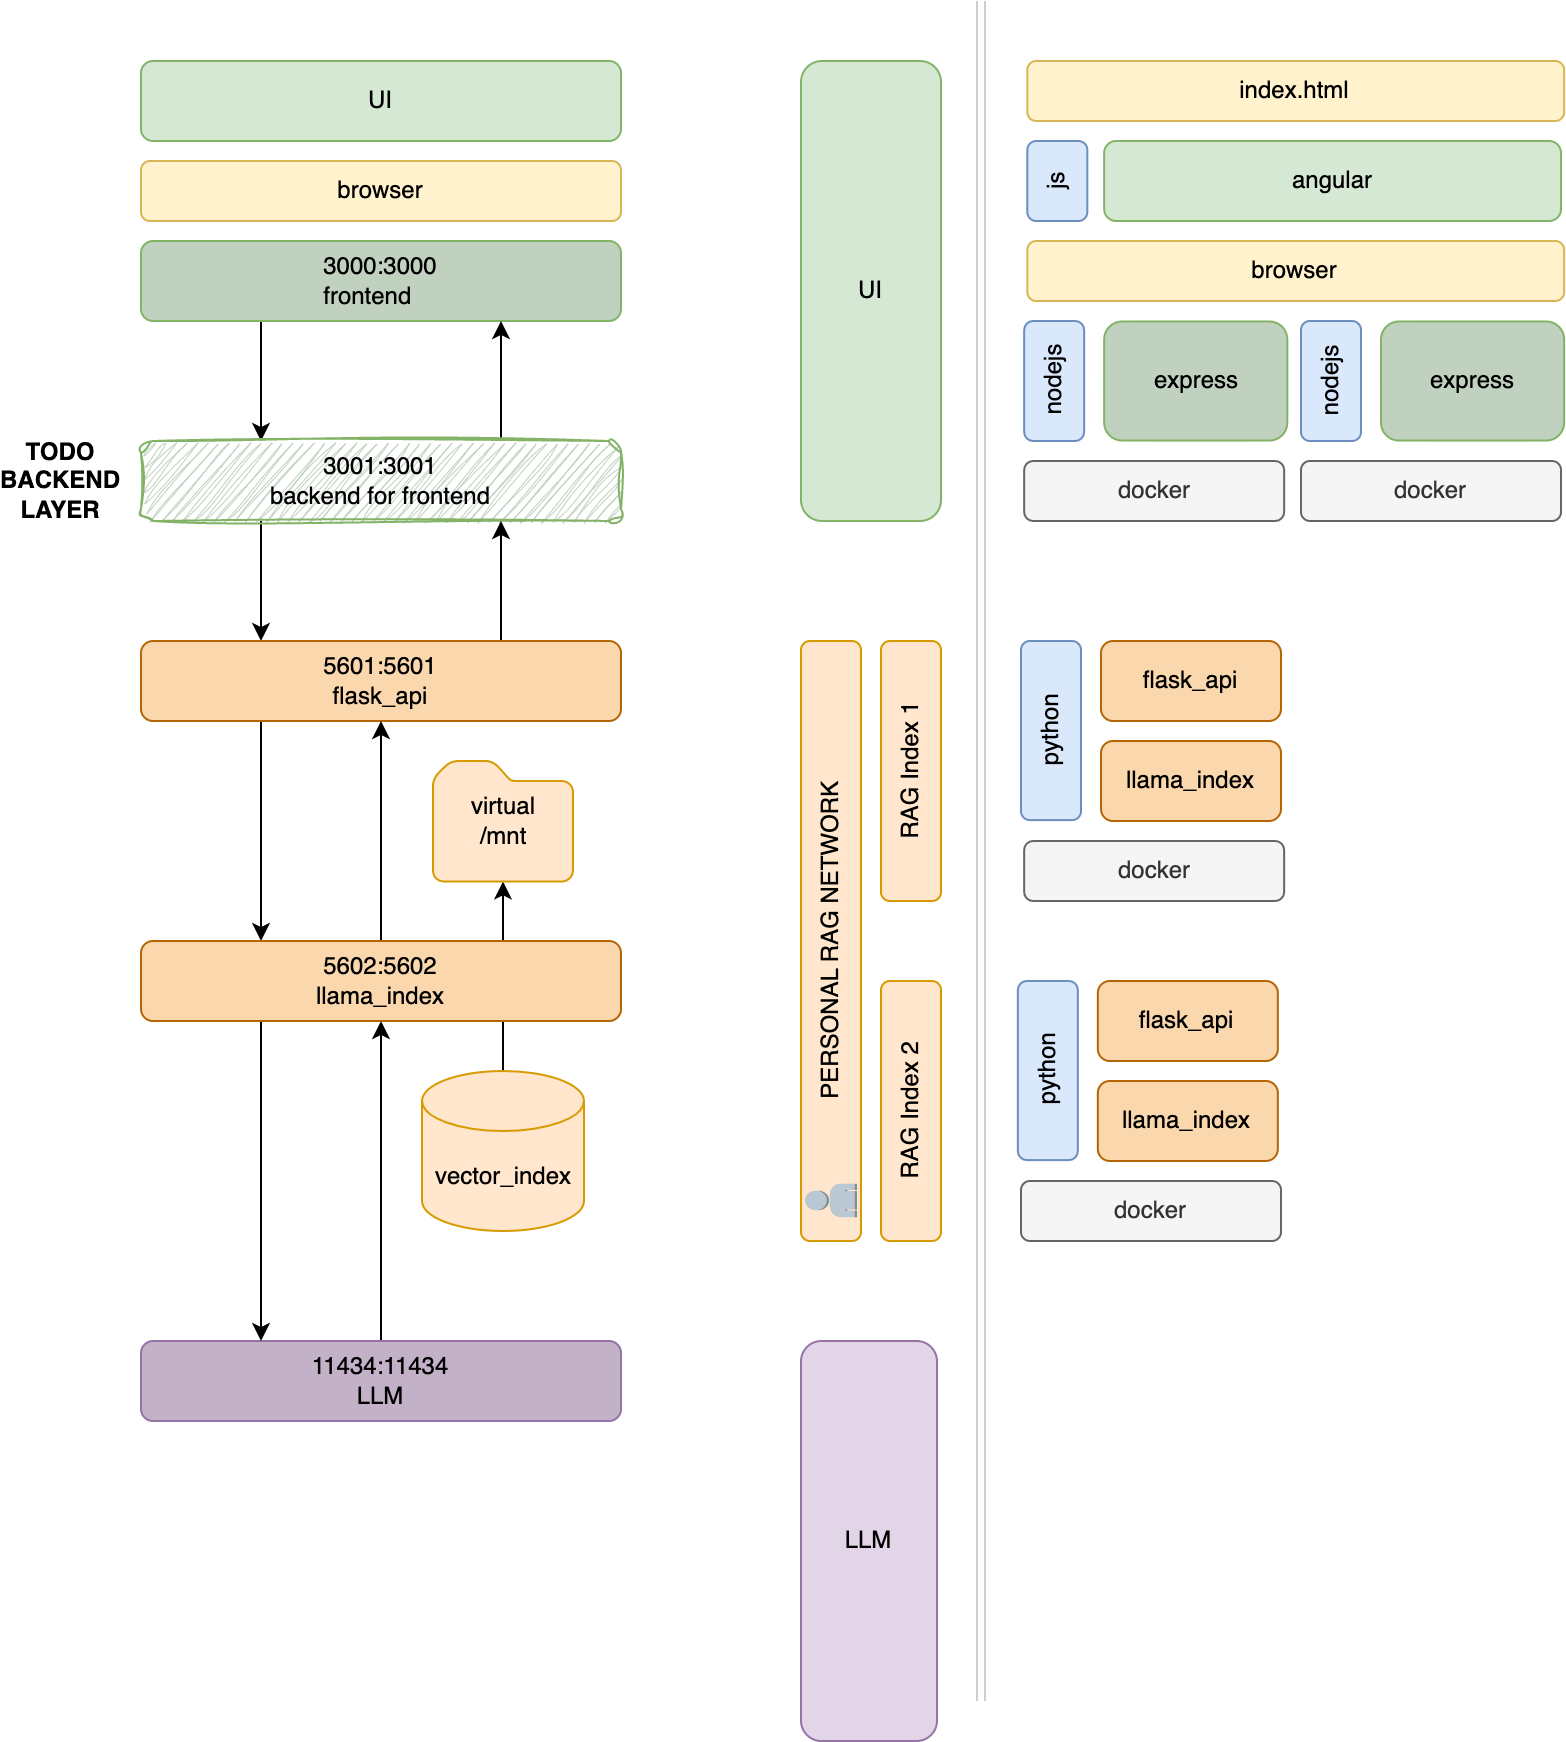 UI
browser
3000:3000
frontend
TODO
BACKEND
LAYER
3001:3001
backend for frontend
5601:5601
flask_api
virtual
/mnt
5602:5602
llama_index
vector_index
11434:11434
LLM
UI
PERSONAL RAG NETWORK
RAG Index 1
RAG Index 2
LLM
index.html
js
angular
browser
nodejs
express
nodejs
express
docker
docker
python
flask_api
llama_index
docker
python
flask_api
llama_index
docker